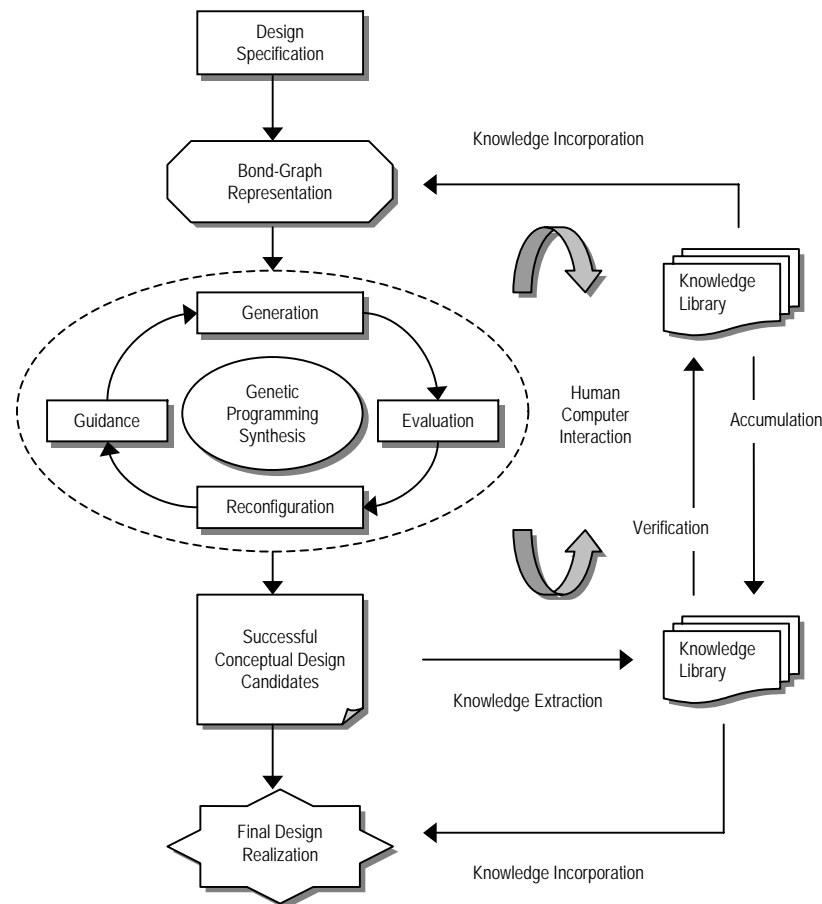 Design
Specification
Knowledge Incorporation
Bond-Graph
Representation
Knowledge
Library
Generation
Genetic
Programming
Synthesis
Guidance
Evaluation
Human
Computer
Interaction
Accumulation
Reconfiguration
Verification
Successful
Conceptual Design
Candidates
Knowledge
Library
Knowledge Extraction
Final Design
Realization
Knowledge Incorporation